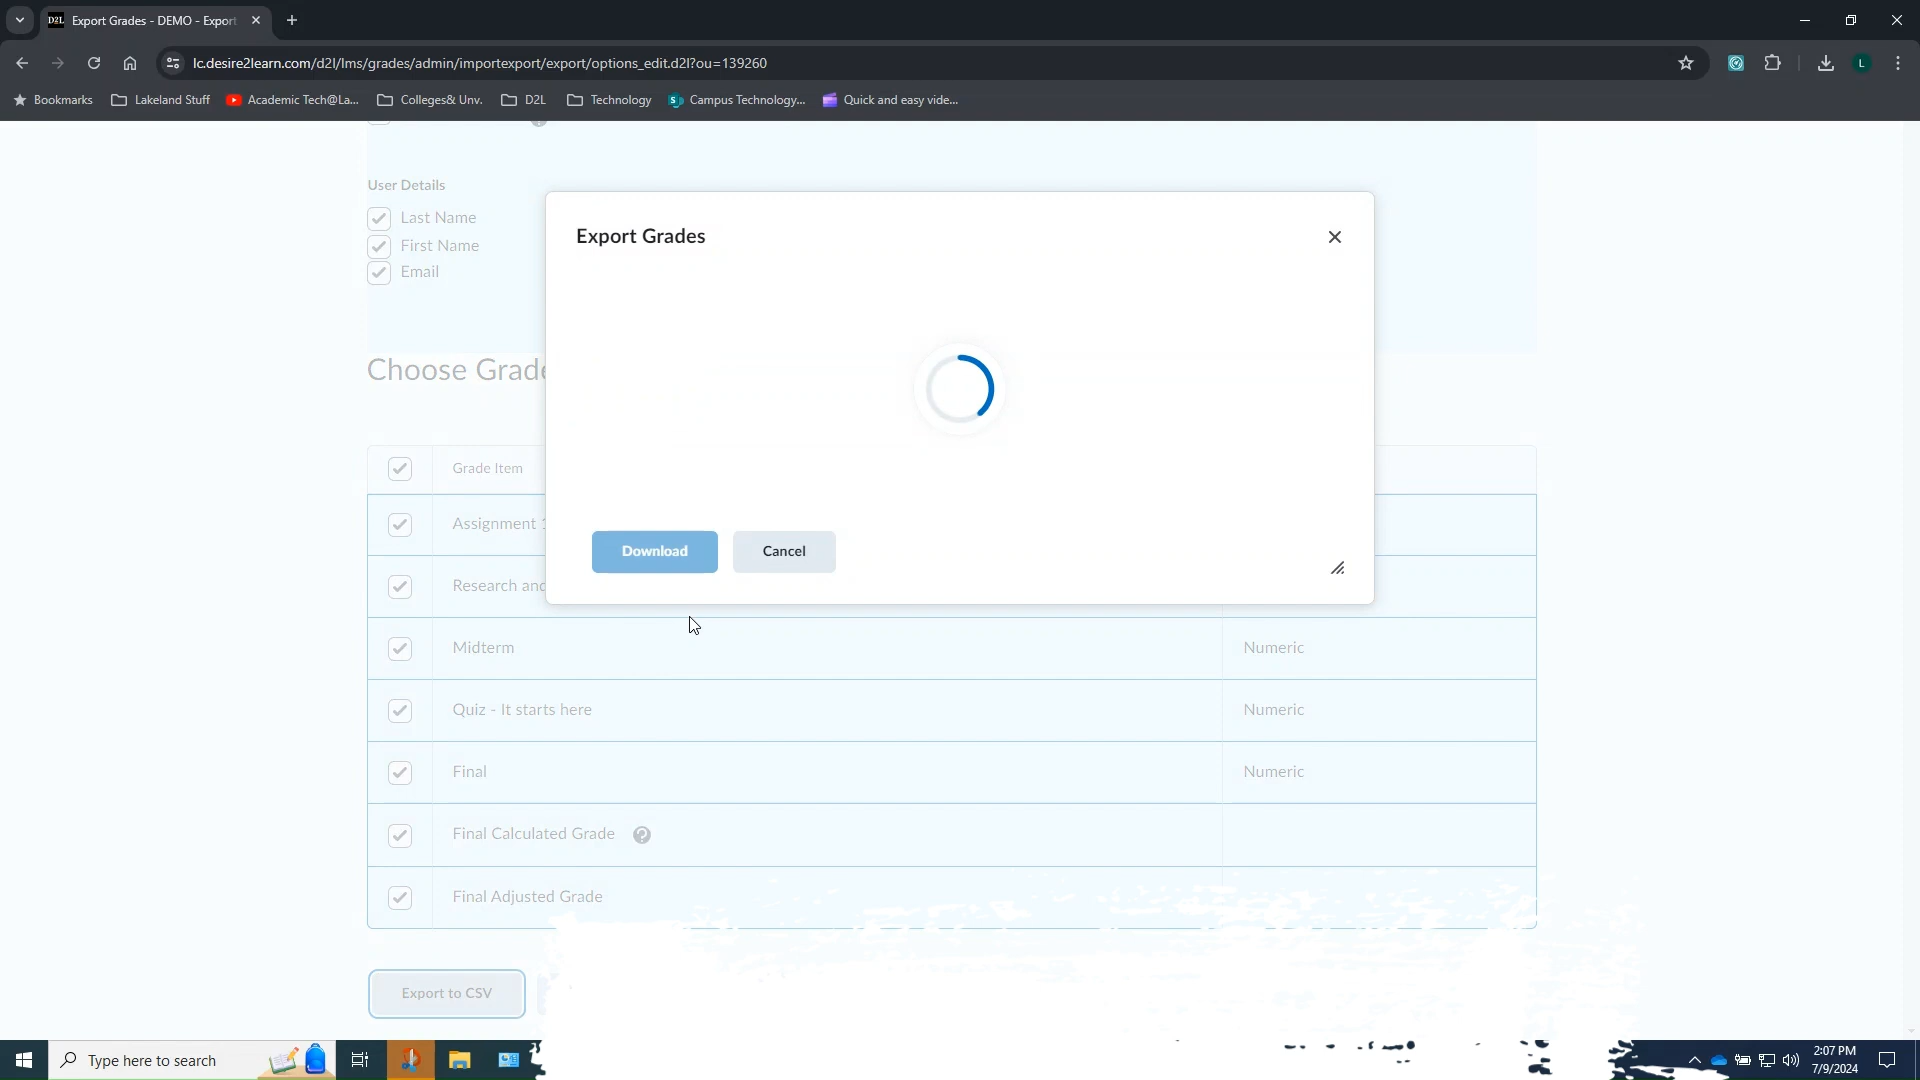 D2L Export Grades - DEMO - Export
lc.desire2learn.com/d2l/lms/grades/admin/importexport/export/options_edit.d2l?ou=139260
L
Bookmarks Lakeland Stuff Academic Tech@La... Colleges& Unv. D2L Technology Campus Technology... Quick and easy vide...
User Details
Last Name
First Name
Email
Export Grades
Choose Grade
Grade Item
Assignment 1
Research and
Download Cancel
Midterm Numeric
Quiz - It starts here Numeric
Final Numeric
Final Calculated Grade
Final Adjusted Grade
Export to CSV
Type here to search
2:07 PM
7/9/2024